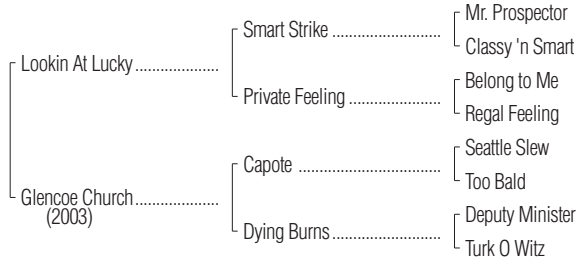 Mr. Prospector
Smart Strike ........................
Classy 'n Smart
Lookin At Lucky ...................
Belong to Me
Private Feeling .....................
Regal Feeling
Seattle Slew
Capote ...............................
Too Bald
Glencoe Church ...................
(2003)
Deputy Minister
Dying Burns .........................
Turk O Witz